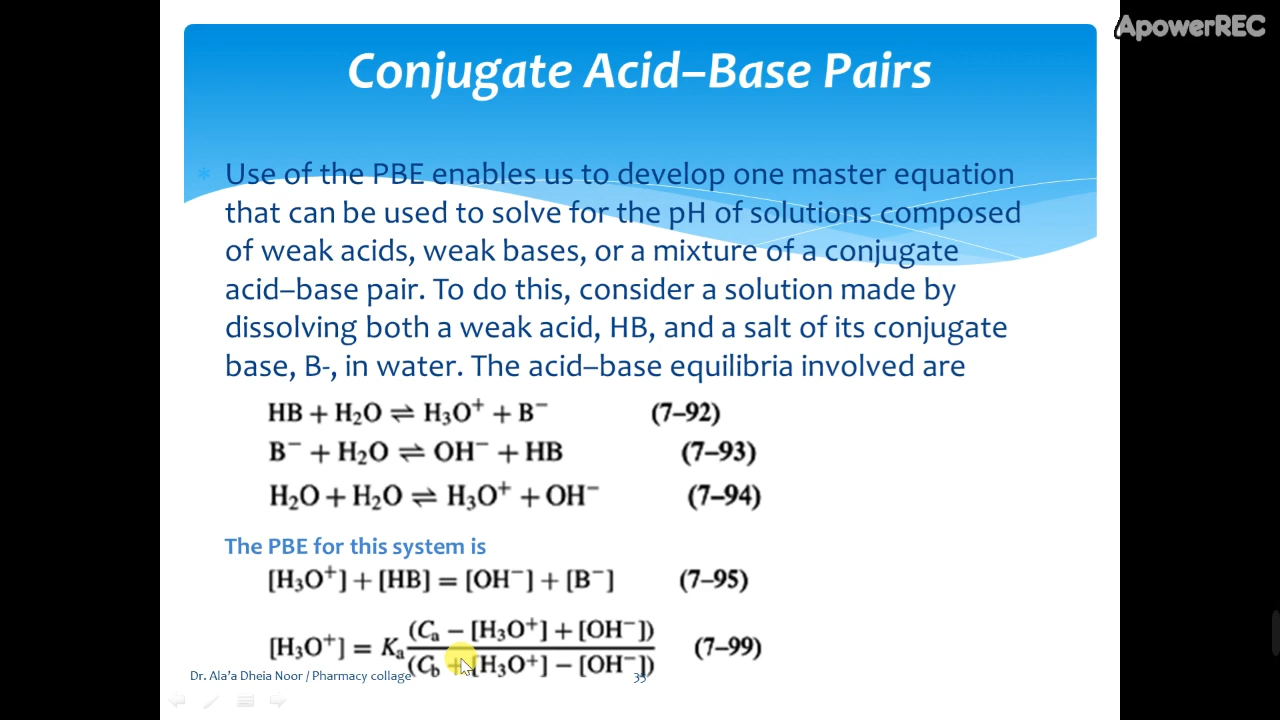 ApowerREC
Conjugate Acid–Base Pairs
* Use of the PBE enables us to develop one master equation
that can be used to solve for the pH of solutions composed
of weak acids, weak bases, or a mixture of a conjugate
acid–base pair. To do this, consider a solution made by
dissolving both a weak acid, HB, and a salt of its conjugate
base, B-, in water. The acid–base equilibria involved are
HB + H₂O ⇌ H₃O⁺ + B⁻ (7–92)
B⁻ + H₂O ⇌ OH⁻ + HB (7–93)
H₂O + H₂O ⇌ H₃O⁺ + OH⁻ (7–94)
The PBE for this system is
[H₃O⁺] + [HB] = [OH⁻] + [B⁻] (7–95)
(Cₐ − [H₃O⁺] + [OH⁻])
[H₃O⁺] = Kₐ (7–99)
(C_b + [H₃O⁺] − [OH⁻])
Dr. Ala'a Dheia Noor / Pharmacy collage